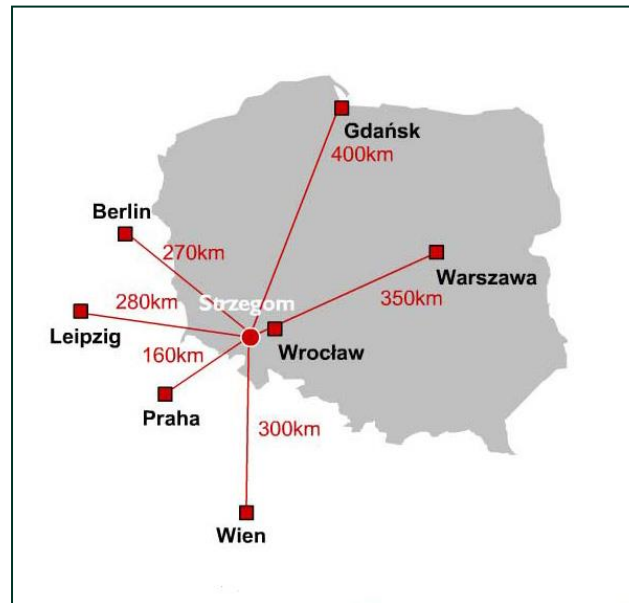 Gdańsk
400km
Berlin
270km
Warszawa
350km
Strzegom
280km
Leipzig
Wrocław
160km
Praha
300km
Wien